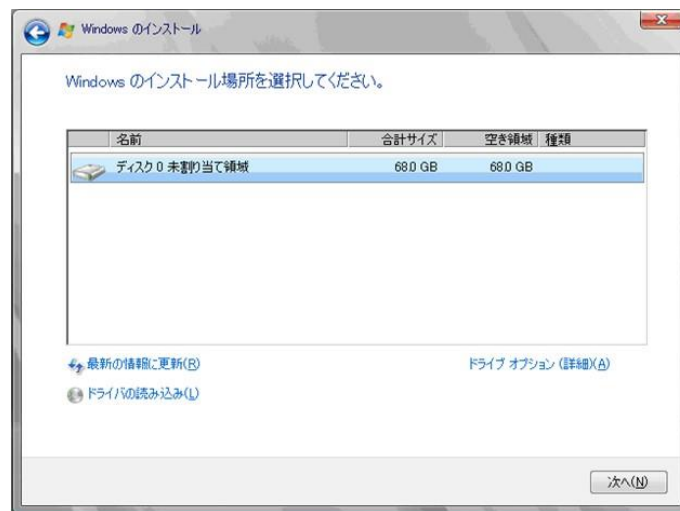 Windows のインストール
Windows のインストール場所を選択してください。
名前 合計サイズ 空き領域 種類
ディスク 0 未割り当て領域 68.0 GB 68.0 GB
最新の情報に更新(R) ドライブ オプション (詳細)(A)
ドライバの読み込み(L)
次へ(N)